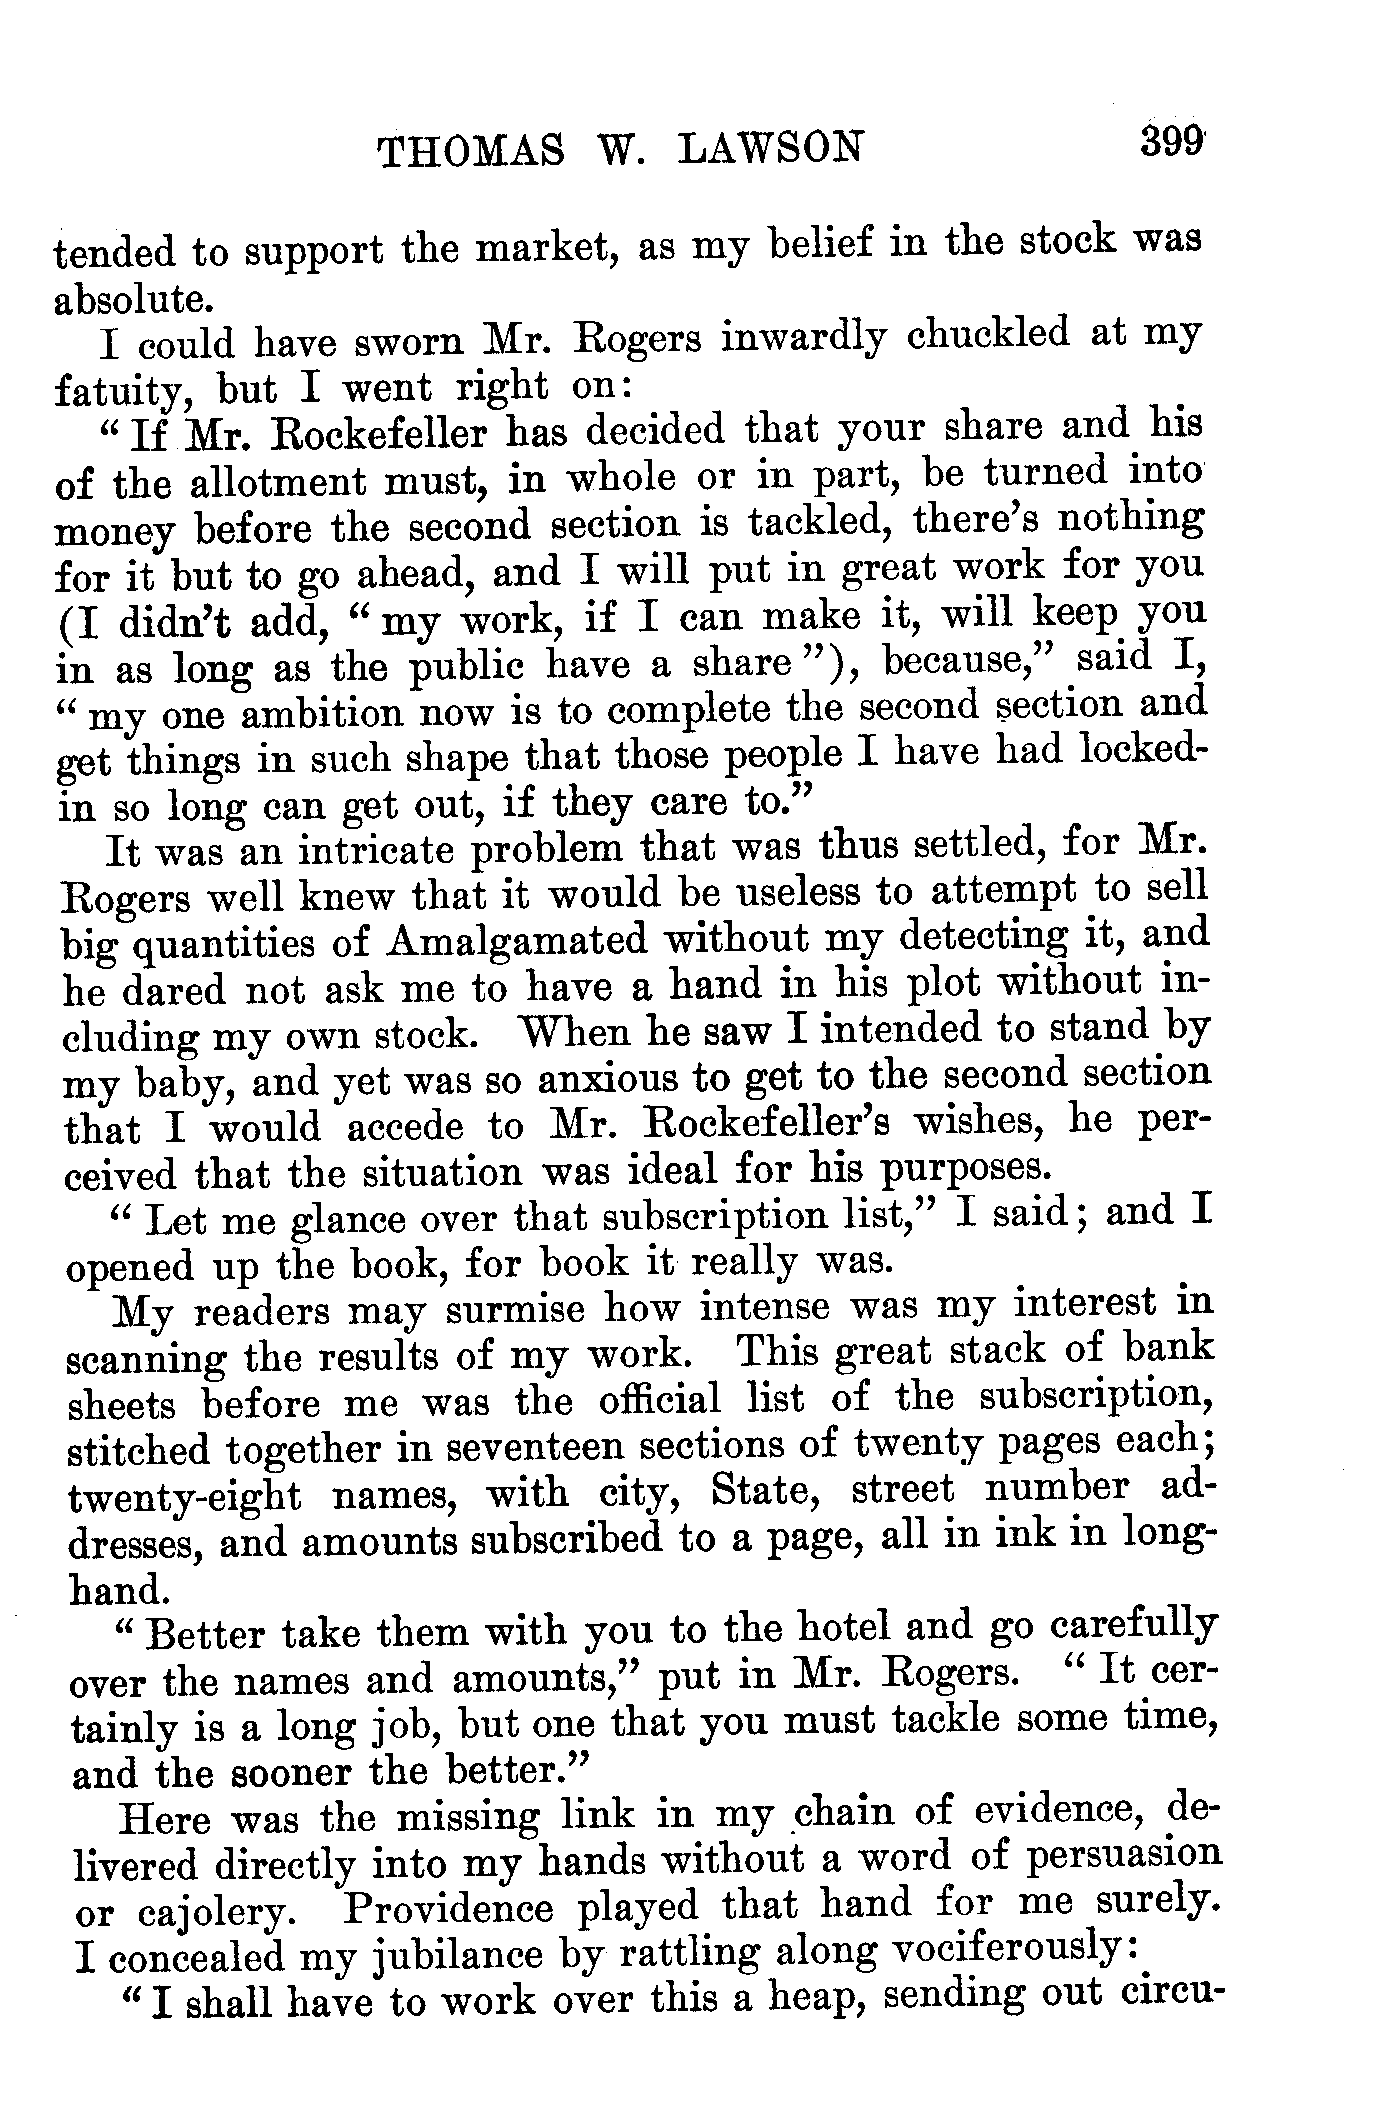 THOMAS W. LAWSON 399
tended to support the market, as my belief in the stock was
absolute.
I could have sworn Mr. Rogers inwardly chuckled at my
fatuity, but I went right on:
“ If Mr. Rockefeller has decided that your share and his
of the allotment must, in whole or in part, be turned into
money before the second section is tackled, there’s nothing
for it but to go ahead, and I will put in great work for you
(I didn’t add, “ my work, if I can make it, will keep you
in as long as the public have a share ”), because,” said I,
“ my one ambition now is to complete the second section and
get things in such shape that those people I have had locked-
in so long can get out, if they care to.”
It was an intricate problem that was thus settled, for Mr.
Rogers well knew that it would be useless to attempt to sell
big quantities of Amalgamated without my detecting it, and
he dared not ask me to have a hand in his plot without in-
cluding my own stock. When he saw I intended to stand by
my baby, and yet was so anxious to get to the second section
that I would accede to Mr. Rockefeller’s wishes, he per-
ceived that the situation was ideal for his purposes.
“ Let me glance over that subscription list,” I said; and I
opened up the book, for book it really was.
My readers may surmise how intense was my interest in
scanning the results of my work. This great stack of bank
sheets before me was the official list of the subscription,
stitched together in seventeen sections of twenty pages each;
twenty-eight names, with city, State, street number ad-
dresses, and amounts subscribed to a page, all in ink in long-
hand.
“ Better take them with you to the hotel and go carefully
over the names and amounts,” put in Mr. Rogers. “ It cer-
tainly is a long job, but one that you must tackle some time,
and the sooner the better.”
Here was the missing link in my chain of evidence, de-
livered directly into my hands without a word of persuasion
or cajolery. Providence played that hand for me surely.
I concealed my jubilance by rattling along vociferously:
“ I shall have to work over this a heap, sending out circu-